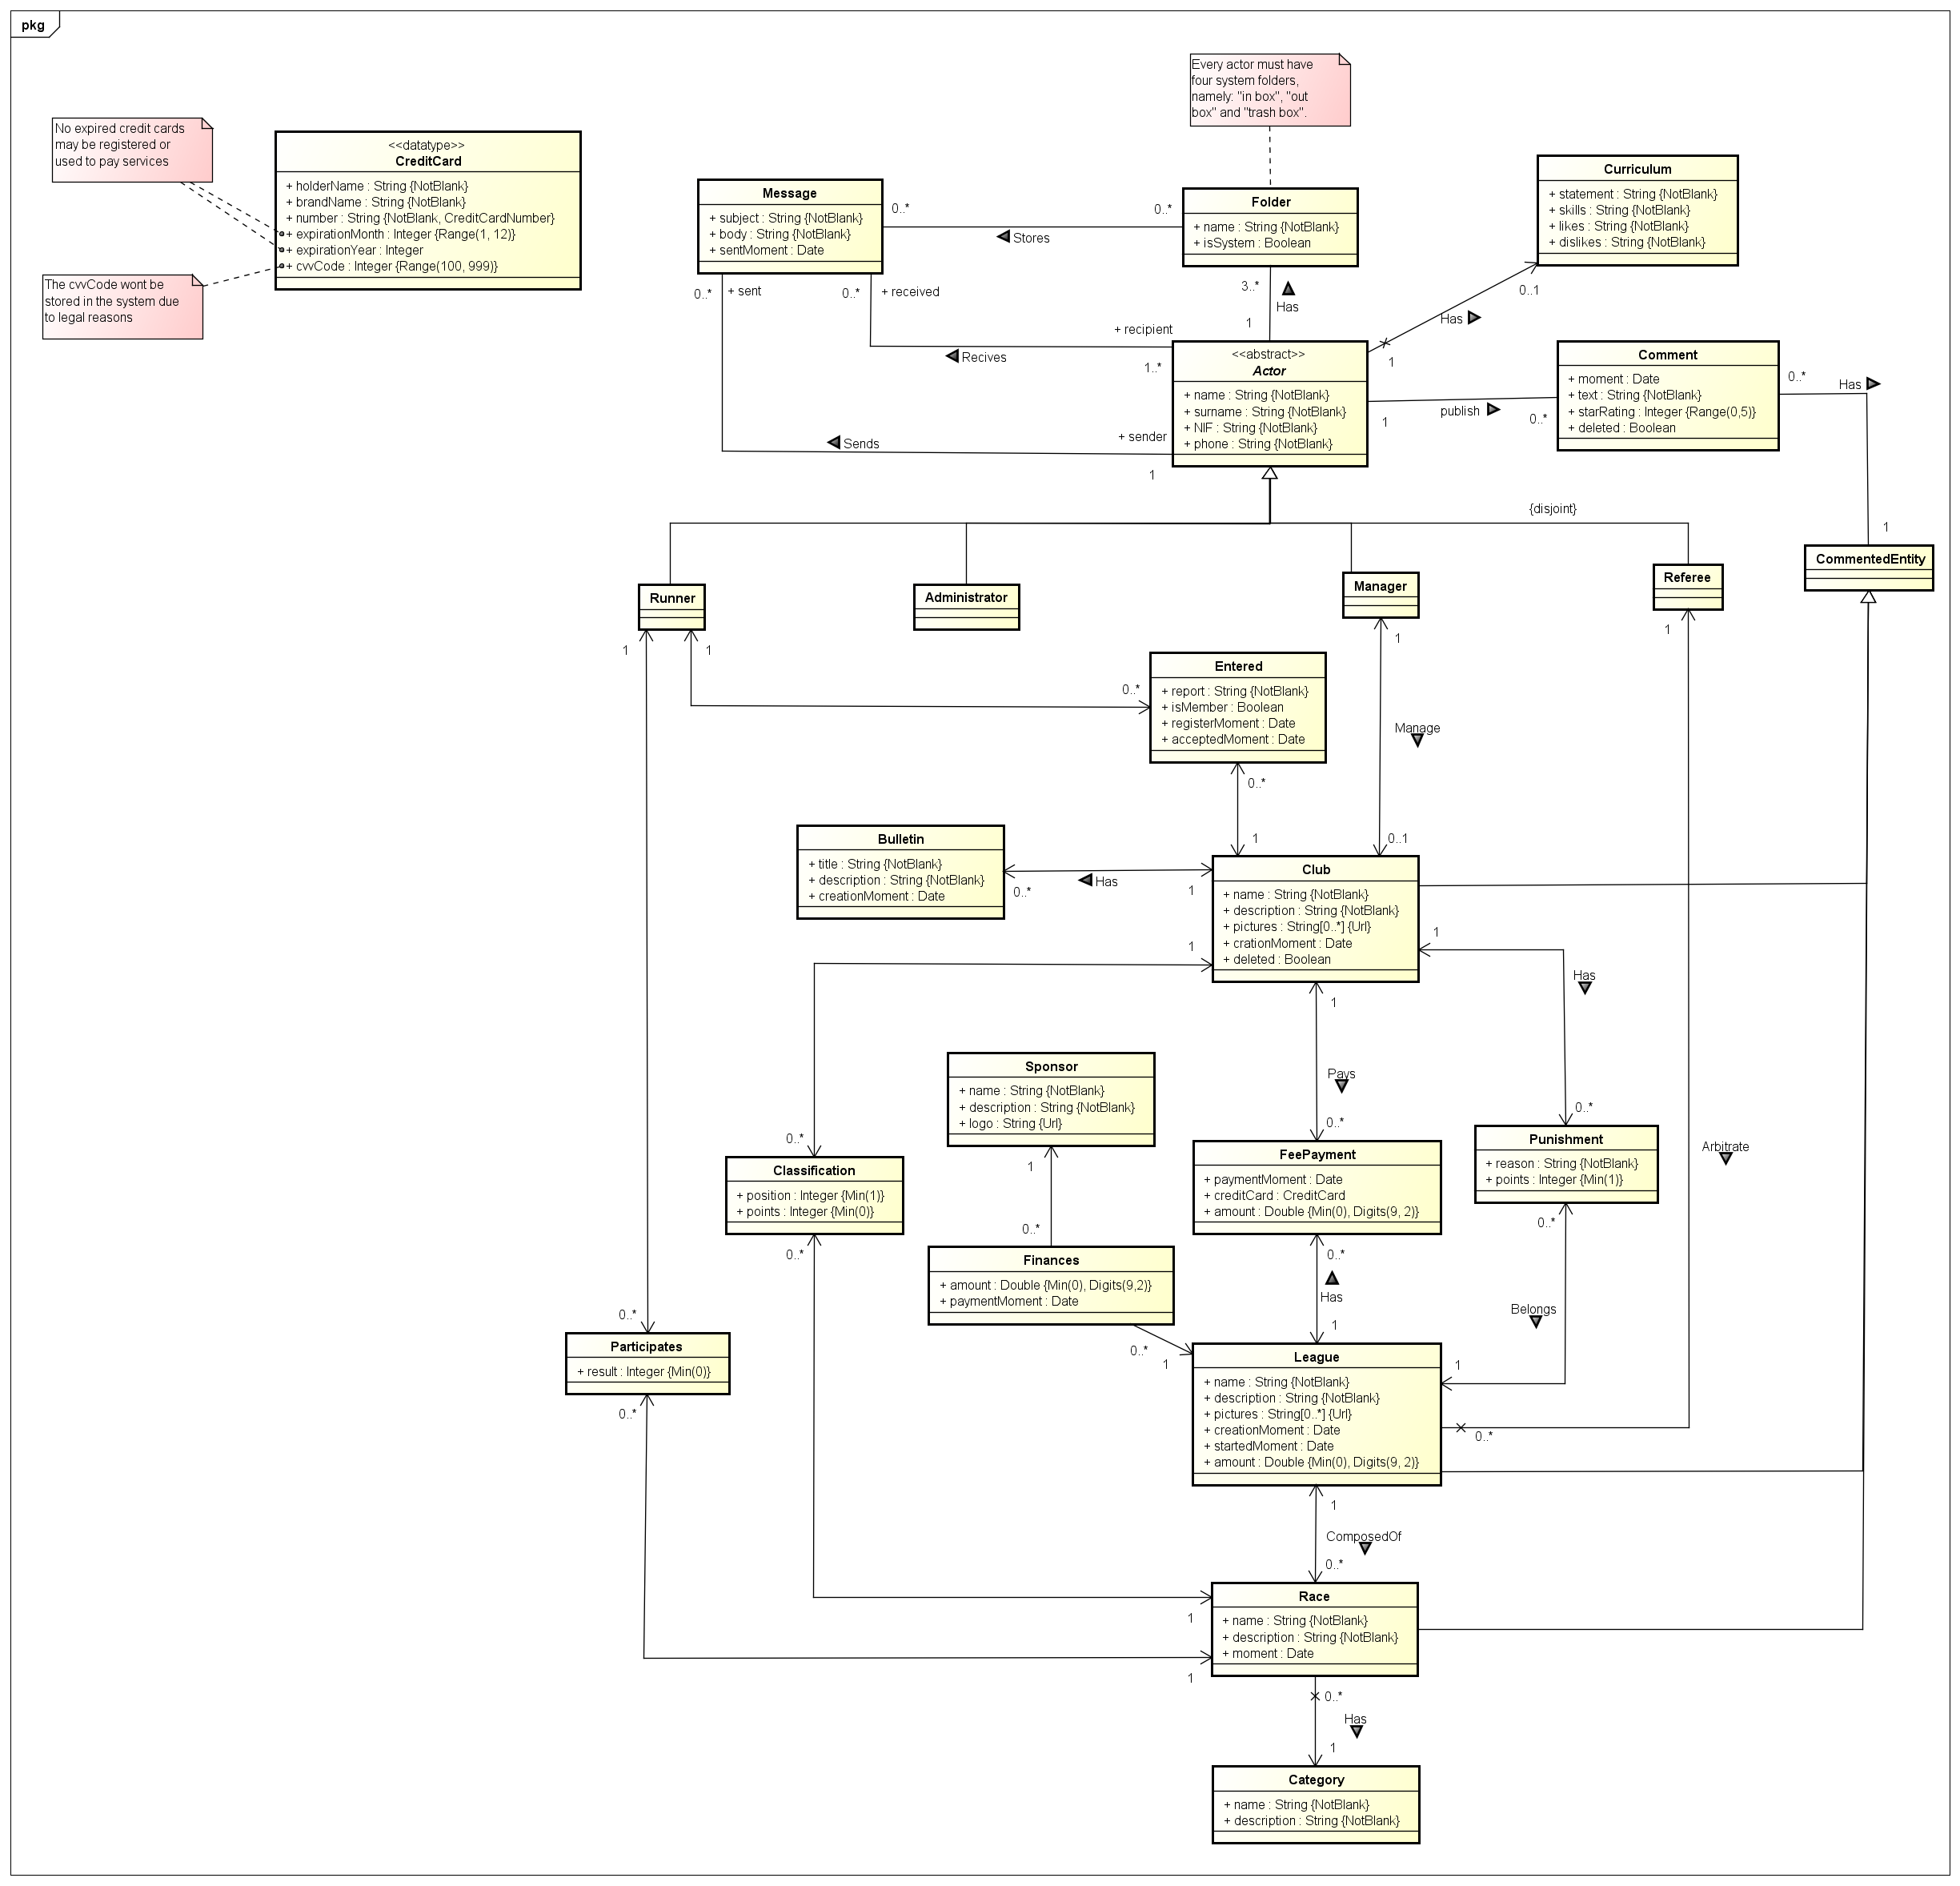 pkg
Every actor must have
four system folders,
namely: "in box", "out
box" and "trash box".
No expired credit cards
may be registered or
used to pay services
The cvvCode wont be
stored in the system due
to legal reasons
<<datatype>>
CreditCard
+ holderName : String {NotBlank}
+ brandName : String {NotBlank}
+ number : String {NotBlank, CreditCardNumber}
+ expirationMonth : Integer {Range(1, 12)}
+ expirationYear : Integer
+ cvvCode : Integer {Range(100, 999)}
Message
+ subject : String {NotBlank}
+ body : String {NotBlank}
+ sentMoment : Date
0..*
0..*
Stores
Folder
+ name : String {NotBlank}
+ isSystem : Boolean
Curriculum
+ statement : String {NotBlank}
+ skills : String {NotBlank}
+ likes : String {NotBlank}
+ dislikes : String {NotBlank}
0..*
+ sent
0..*
+ received
3..*
Has
1
0..1
Has
1
+ recipient
Recives
1..*
<<abstract>>
Actor
+ name : String {NotBlank}
+ surname : String {NotBlank}
+ NIF : String {NotBlank}
+ phone : String {NotBlank}
Comment
+ moment : Date
+ text : String {NotBlank}
+ starRating : Integer {Range(0,5)}
+ deleted : Boolean
0..*
Has
publish
1
0..*
Sends
+ sender
1
{disjoint}
1
CommentedEntity
Runner
Administrator
Manager
Referee
1
1
1
1
Entered
+ report : String {NotBlank}
+ isMember : Boolean
+ registerMoment : Date
+ acceptedMoment : Date
0..*
Manage
0..*
1
0..1
Bulletin
+ title : String {NotBlank}
+ description : String {NotBlank}
+ creationMoment : Date
Has
0..*
1
Club
+ name : String {NotBlank}
+ description : String {NotBlank}
+ pictures : String[0..*] {Url}
+ crationMoment : Date
+ deleted : Boolean
1
1
Has
1
Pays
0..*
0..*
Sponsor
+ name : String {NotBlank}
+ description : String {NotBlank}
+ logo : String {Url}
0..*
Classification
+ position : Integer {Min(1)}
+ points : Integer {Min(0)}
0..*
1
0..*
FeePayment
+ paymentMoment : Date
+ creditCard : CreditCard
+ amount : Double {Min(0), Digits(9, 2)}
Punishment
+ reason : String {NotBlank}
+ points : Integer {Min(1)}
Arbitrate
0..*
Finances
+ amount : Double {Min(0), Digits(9,2)}
+ paymentMoment : Date
0..*
Has
1
Belongs
0..*
Participates
+ result : Integer {Min(0)}
0..*
0..*
1
League
+ name : String {NotBlank}
+ description : String {NotBlank}
+ pictures : String[0..*] {Url}
+ creationMoment : Date
+ startedMoment : Date
+ amount : Double {Min(0), Digits(9, 2)}
1
0..*
1
ComposedOf
0..*
Race
+ name : String {NotBlank}
+ description : String {NotBlank}
+ moment : Date
1
1
0..*
Has
1
Category
+ name : String {NotBlank}
+ description : String {NotBlank}